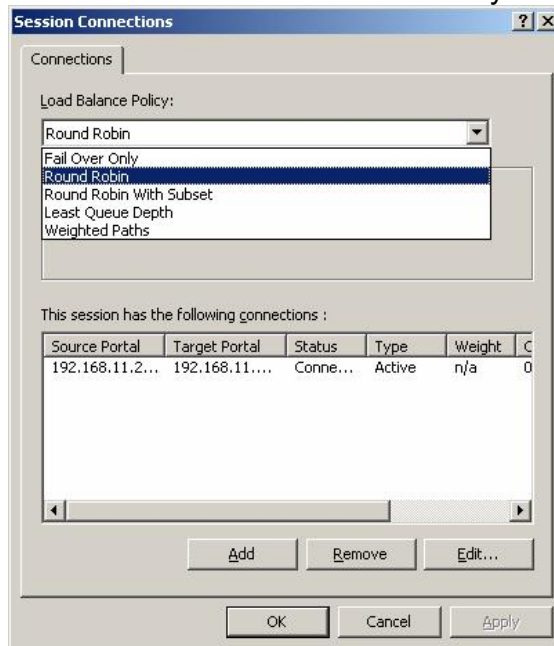 Session Connections
Connections
Load Balance Policy:
Round Robin
Fail Over Only
Round Robin
Round Robin With Subset
Least Queue Depth
Weighted Paths
This session has the following connections :
Source Portal Target Portal Status Type Weight C
192.168.11.2... 192.168.11.... Conne... Active n/a 0
Add Remove Edit...
OK Cancel Apply